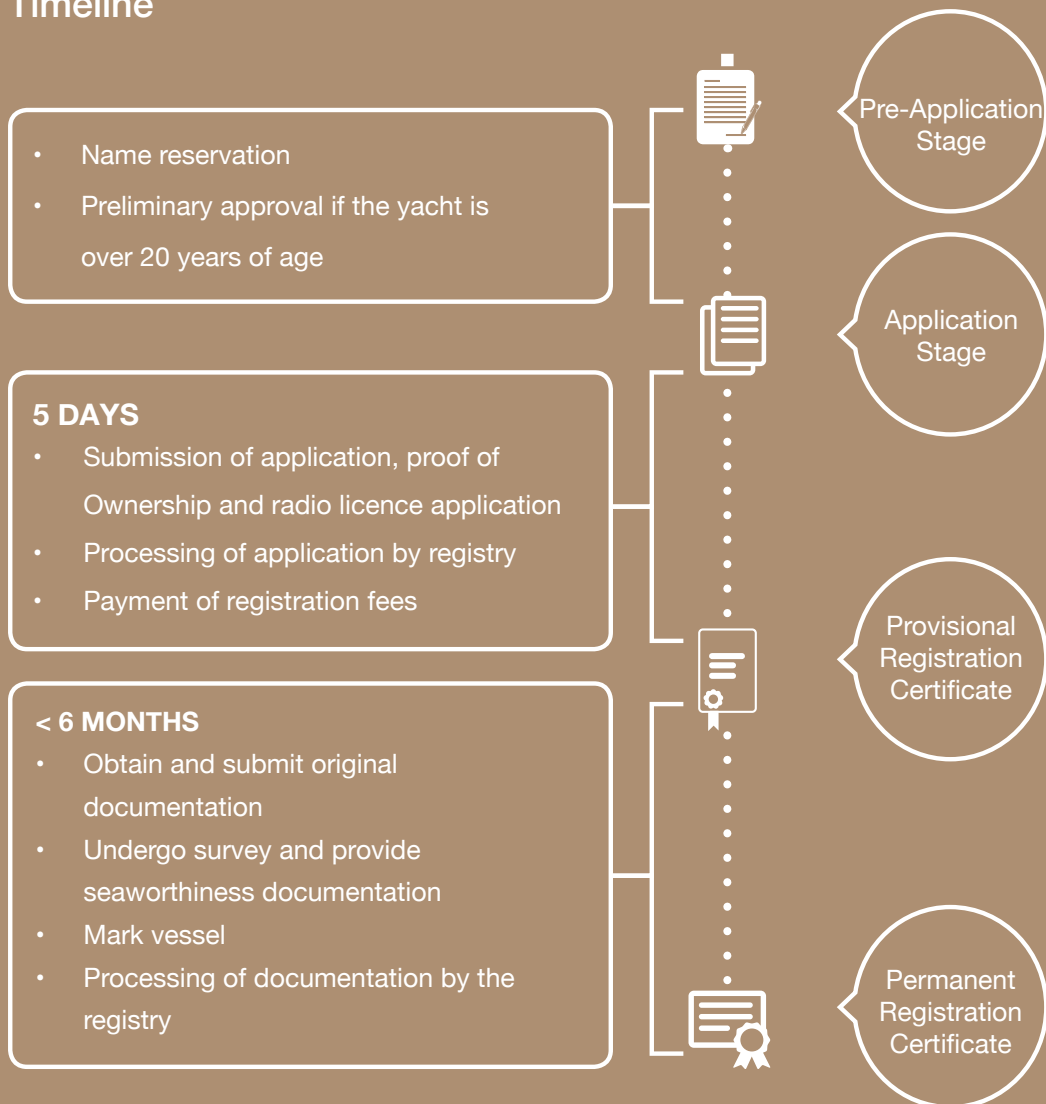 Timeline
Pre-Application
Stage
• Name reservation
• Preliminary approval if the yacht is
over 20 years of age
Application
Stage
5 DAYS
• Submission of application, proof of
Ownership and radio licence application
• Processing of application by registry
• Payment of registration fees
Provisional
Registration
Certificate
< 6 MONTHS
• Obtain and submit original
documentation
• Undergo survey and provide
seaworthiness documentation
• Mark vessel
• Processing of documentation by the
registry
Permanent
Registration
Certificate